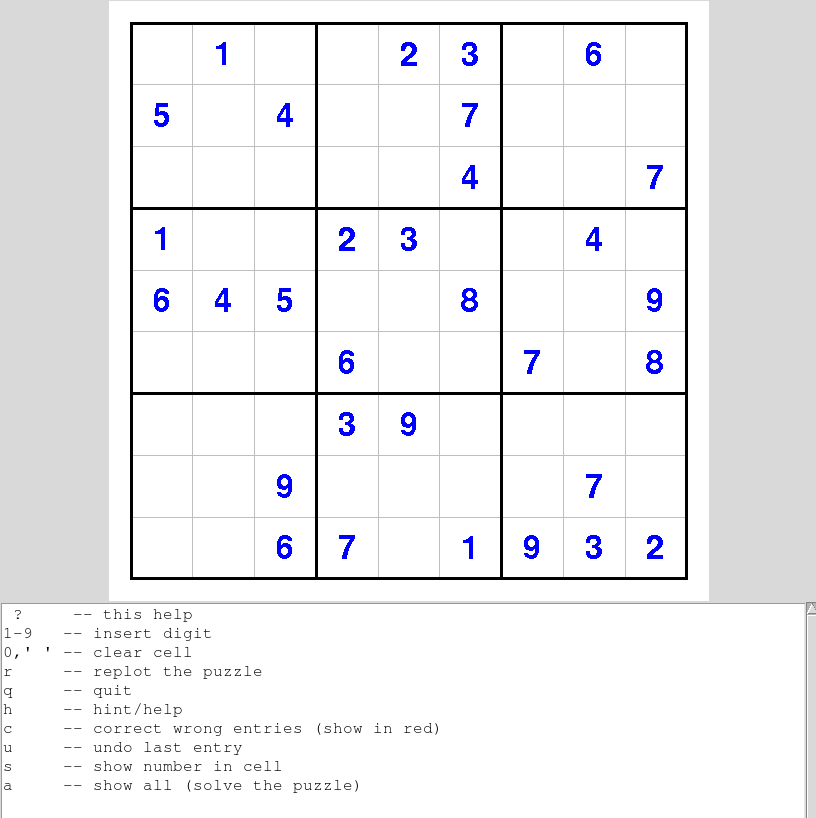 1 2 3 6
5 4 7
4 7
1 2 3 4
6 4 5 8 9
6 7 8
3 9
9 7
6 7 1 9 3 2
? -- this help
1-9 -- insert digit
0,' ' -- clear cell
r -- replot the puzzle
q -- quit
h -- hint/help
c -- correct wrong entries (show in red)
u -- undo last entry
s -- show number in cell
a -- show all (solve the puzzle)